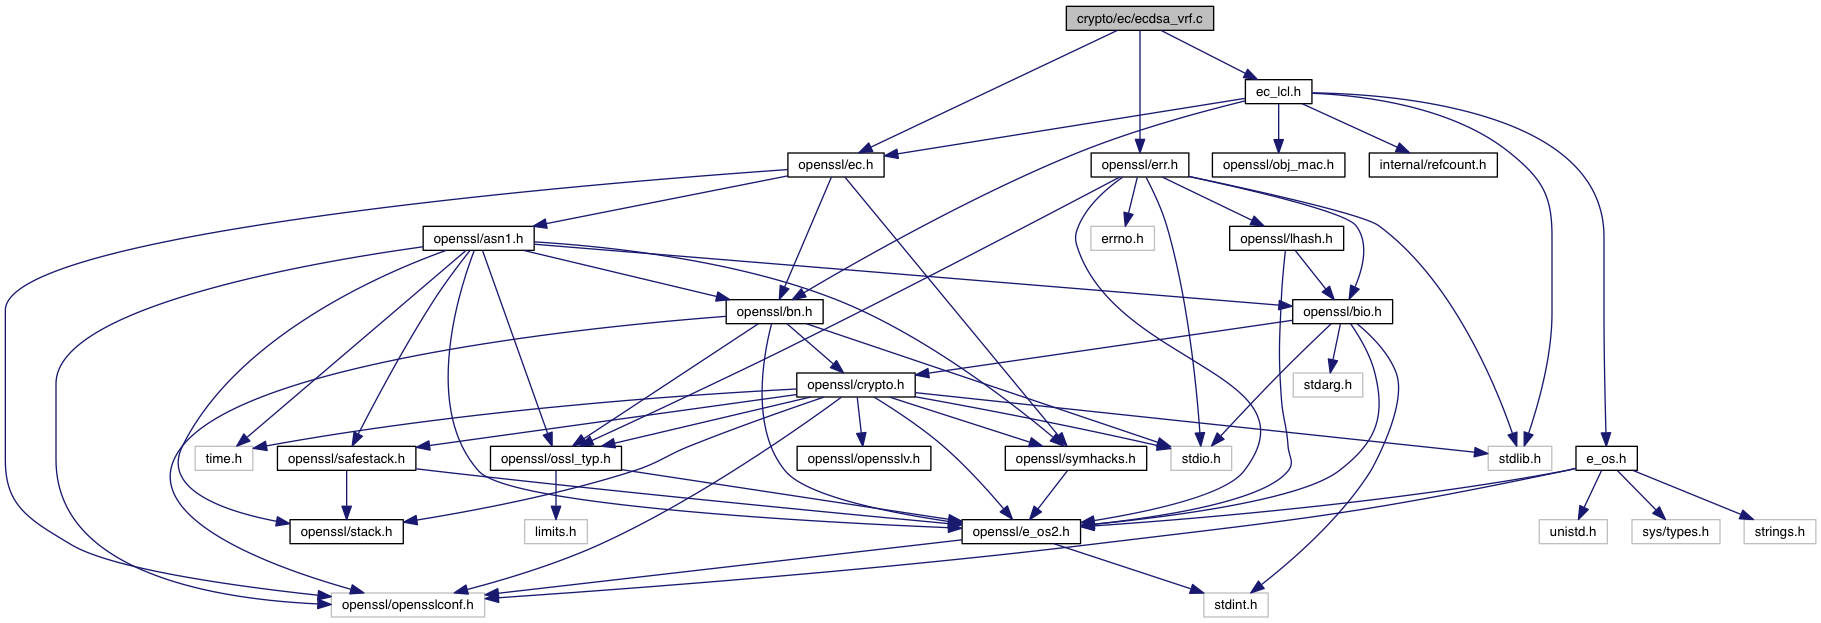 crypto/ec/ecdsa_vrf.c
ec_lcl.h
openssl/ec.h
openssl/err.h
openssl/obj_mac.h
internal/refcount.h
openssl/asn1.h
errno.h
openssl/lhash.h
openssl/bn.h
openssl/bio.h
openssl/crypto.h
stdarg.h
time.h
openssl/safestack.h
openssl/ossl_typ.h
openssl/opensslv.h
openssl/symhacks.h
stdio.h
stdlib.h
e_os.h
openssl/stack.h
limits.h
openssl/e_os2.h
unistd.h
sys/types.h
strings.h
openssl/opensslconf.h
stdint.h